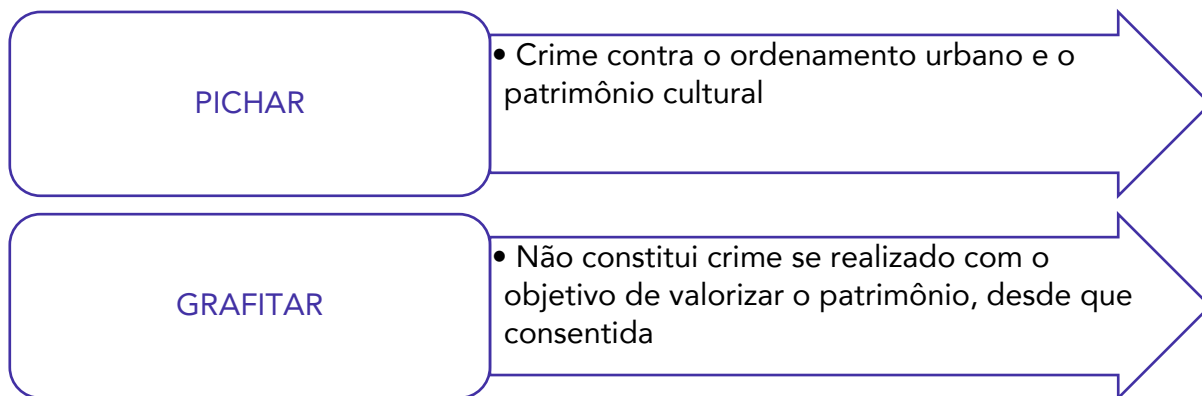 PICHAR
• Crime contra o ordenamento urbano e o
patrimônio cultural
GRAFITAR
• Não constitui crime se realizado com o
objetivo de valorizar o patrimônio, desde que
consentida